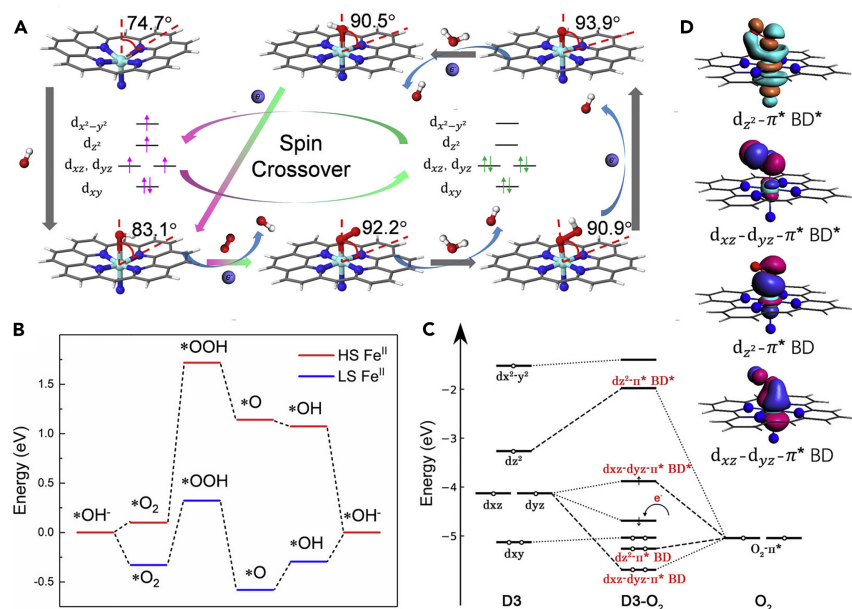 A
74.7°
90.5°
93.9°
D
e⁻
dx²−y²
dz²
dxz, dyz
dxy
Spin
Crossover
dx²−y²
dz²
dxz, dyz
dxy
e⁻
83.1°
e⁻
92.2°
90.9°
dz²-π* BD*
dxz-dyz-π* BD*
dz²-π* BD
dxz-dyz-π* BD
B
HS Feᴵᴵ
LS Feᴵᴵ
Energy (eV)
1.5
1.0
0.5
0.0
-0.5
*OH⁻
*O₂
*OOH
*O
*OH
*OH⁻
*O₂
*OOH
*O
*OH
C
Energy (eV)
−2
−3
−4
−5
dx²-y²
dz²
dxz
dyz
dxy
dz²-π* BD*
dxz-dyz-π* BD*
e⁻
dz²-π* BD
dxz-dyz-π* BD
O₂-π*
D3
D3-O₂
O₂